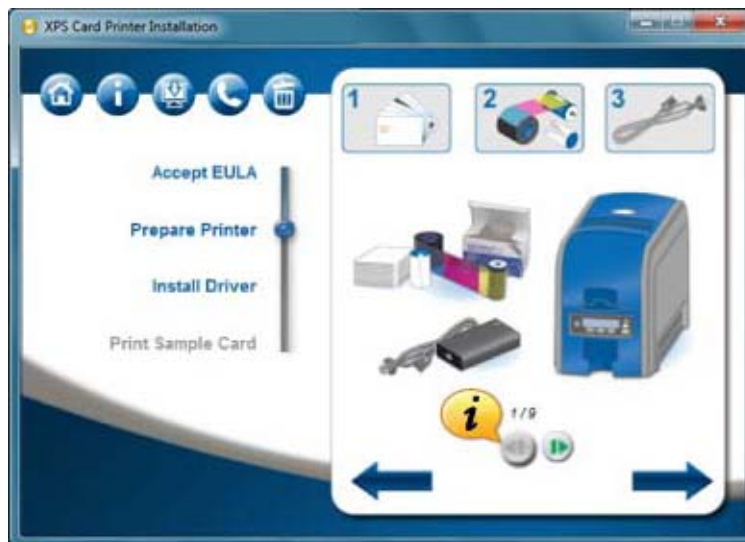 XPS Card Printer Installation
1
2
3
Accept EULA
Prepare Printer
Install Driver
Print Sample Card
i
1/9